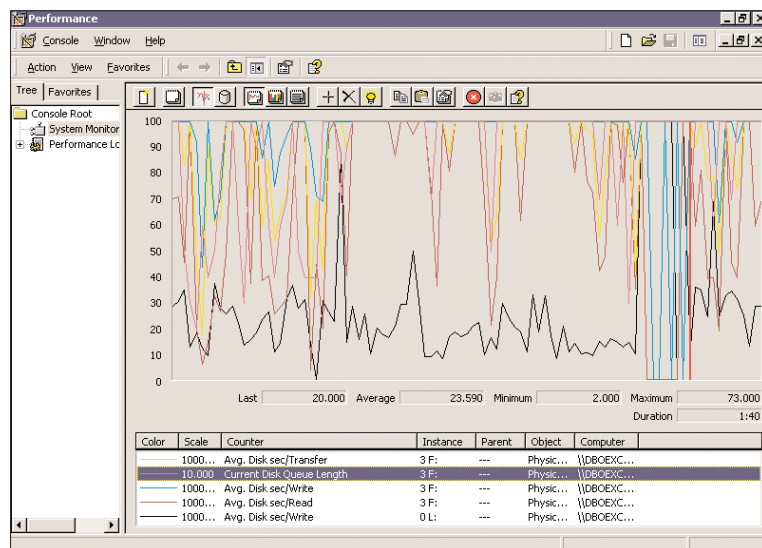 Performance
Console Window Help
Action View Favorites
Tree Favorites
Console Root
System Monitor
Performance Lo
100
90
80
70
60
50
40
30
20
10
0
Last 20.000 Average 23.590 Minimum 2.000 Maximum 73.000
Duration 1:40
Color Scale Counter Instance Parent Object Computer
1000... Avg. Disk sec/Transfer 3 F: --- Physic... \\DBOEXC...
10.000 Current Disk Queue Length 3 F: --- Physic... \\DBOEXC...
1000... Avg. Disk sec/Write 3 F: --- Physic... \\DBOEXC...
1000... Avg. Disk sec/Read 3 F: --- Physic... \\DBOEXC...
1000... Avg. Disk sec/Write 0 L: --- Physic... \\DBOEXC...